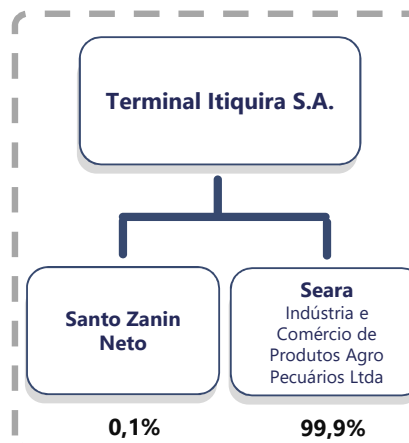 Terminal Itiquira S.A.
Santo Zanin
Neto
Seara
Indústria e
Comércio de
Produtos Agro
Pecuários Ltda
0,1%
99,9%